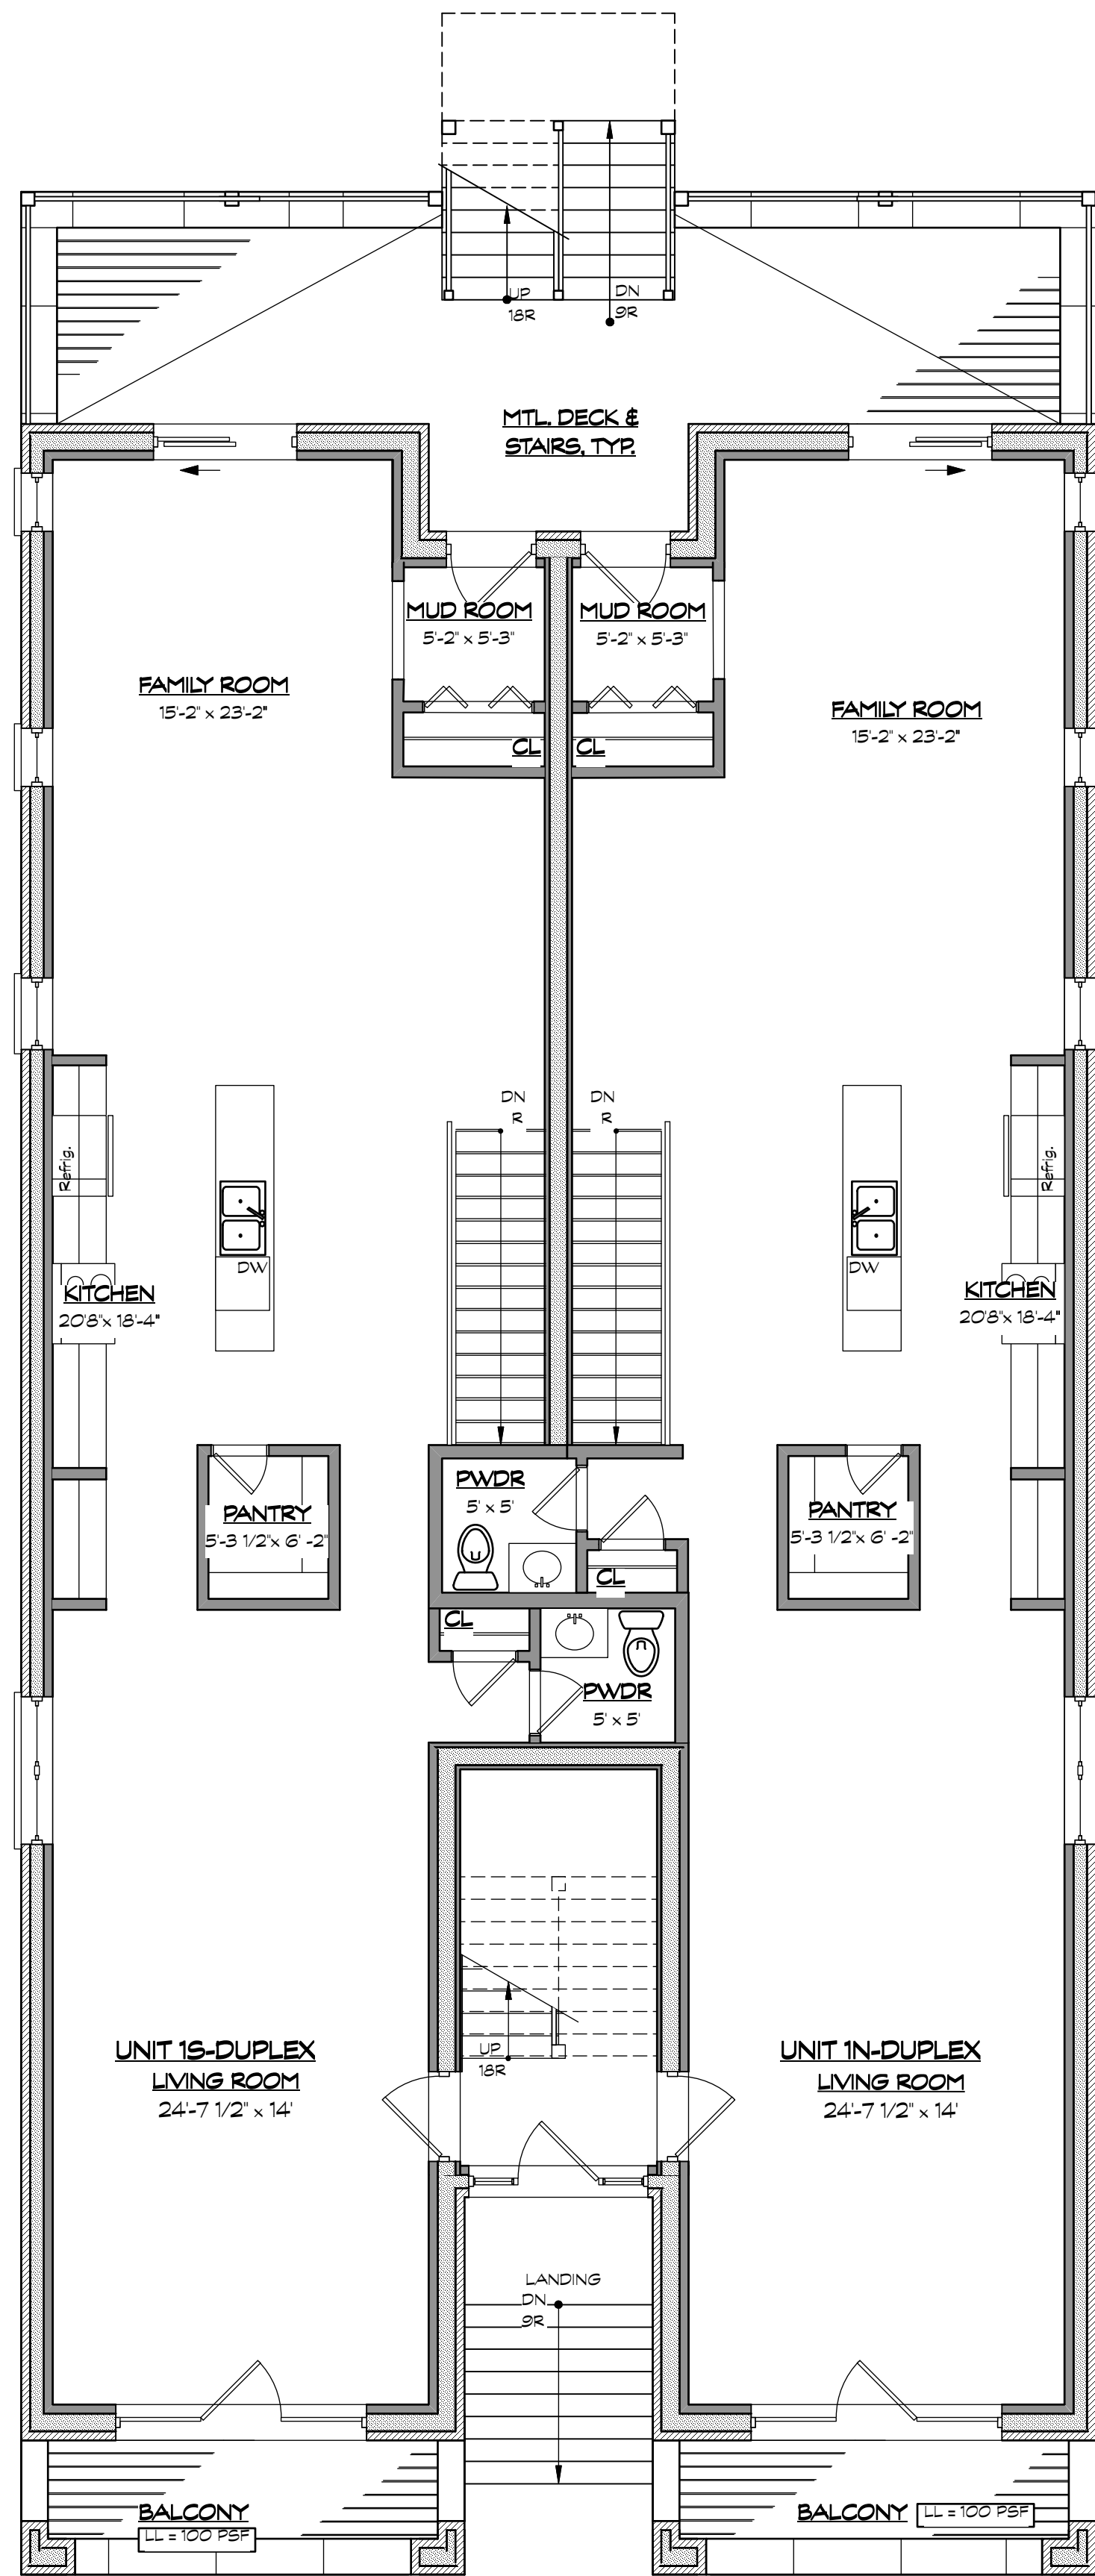 UP
18R
DN
9R
MTL. DECK &
STAIRS, TYP.
MUD ROOM
5'-2" x 5'-3"
MUD ROOM
5'-2" x 5'-3"
FAMILY ROOM
15'-2" x 23'-2"
FAMILY ROOM
15'-2" x 23'-2"
CL
CL
DN
R
DN
R
Refrig.
Refrig.
DW
DW
KITCHEN
20'8"x 18'-4"
KITCHEN
20'8"x 18'-4"
PWDR
5' x 5'
PANTRY
5'-3 1/2"x 6' -2"
PANTRY
5'-3 1/2"x 6' -2"
CL
CL
PWDR
5' x 5'
UNIT 1S-DUPLEX
LIVING ROOM
24'-7 1/2" x 14'
UP
18R
UNIT 1N-DUPLEX
LIVING ROOM
24'-7 1/2" x 14'
LANDING
DN
9R
BALCONY
LL = 100 PSF
BALCONY
LL = 100 PSF